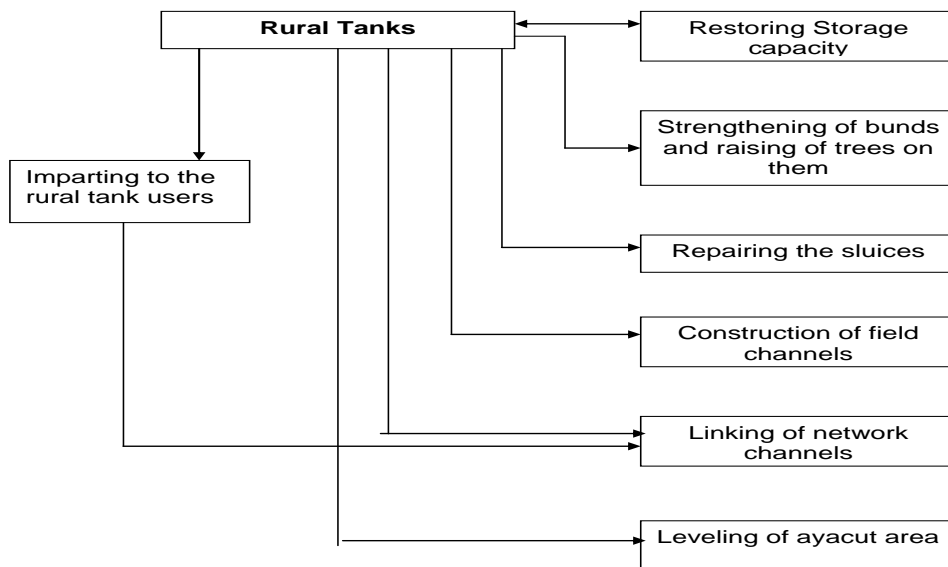 Rural Tanks
Restoring Storage
capacity
Strengthening of bunds
and raising of trees on
them
Imparting to the
rural tank users
Repairing the sluices
Construction of field
channels
Linking of network
channels
Leveling of ayacut area